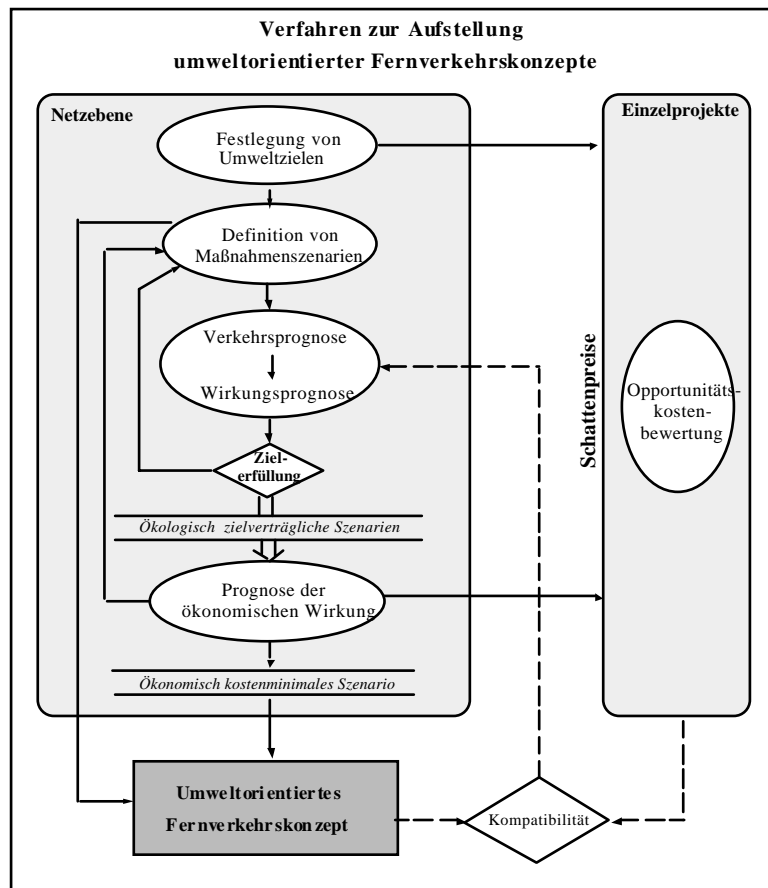 Verfahren zur Aufstellung
umweltorientierter Fernverkehrskonzepte
Netzebene
Festlegung von
Umweltzielen
Definition von
Maßnahmenszenarien
Verkehrsprognose
Wirkungsprognose
Ziel-
erfüllung
Ökologisch zielverträgliche Szenarien
Prognose der
ökonomischen Wirkung
Ökonomisch kostenminimales Szenario
Umweltorientiertes
Fernverkehrskonzept
Einzelprojekte
Schattenpreise
Opportunitäts-
kosten-
bewertung
Kompatibilität